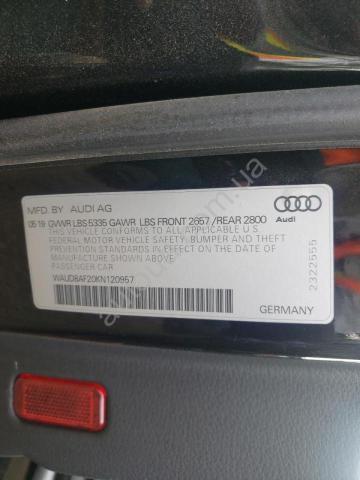 MFD. BY AUDI AG
05-19 GVWR LBS 5335 GAWR LBS FRONT 2657 /REAR 2800
THIS VEHICLE CONFORMS TO ALL APPLICABLE U.S.
FEDERAL MOTOR VEHICLE SAFETY, BUMPER AND THEFT
PREVENTION STANDARDS IN EFFECT ON THE DATE OF
MANUFACTURE SHOWN ABOVE.
PASSENGER CAR
WAUD8AF20KN120957
Audi
2322555
GERMANY